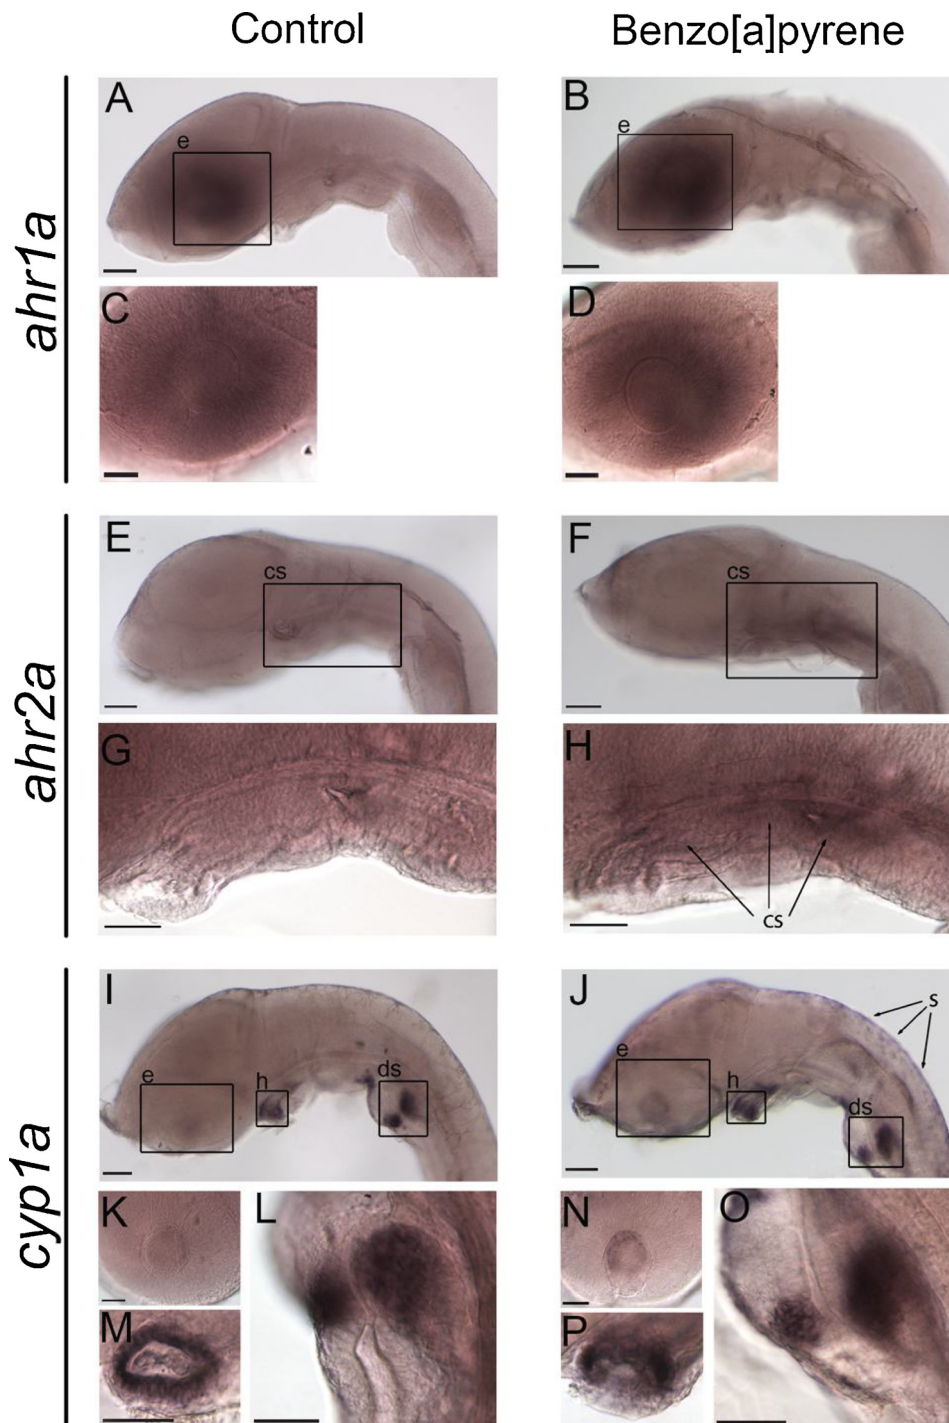 Control Benzo[a]pyrene
ahr1a
A B
e e
C D
ahr2a
E F
cs cs
G H
cs
cyp1a
I J
s
e h ds e h ds
K L N O
M P